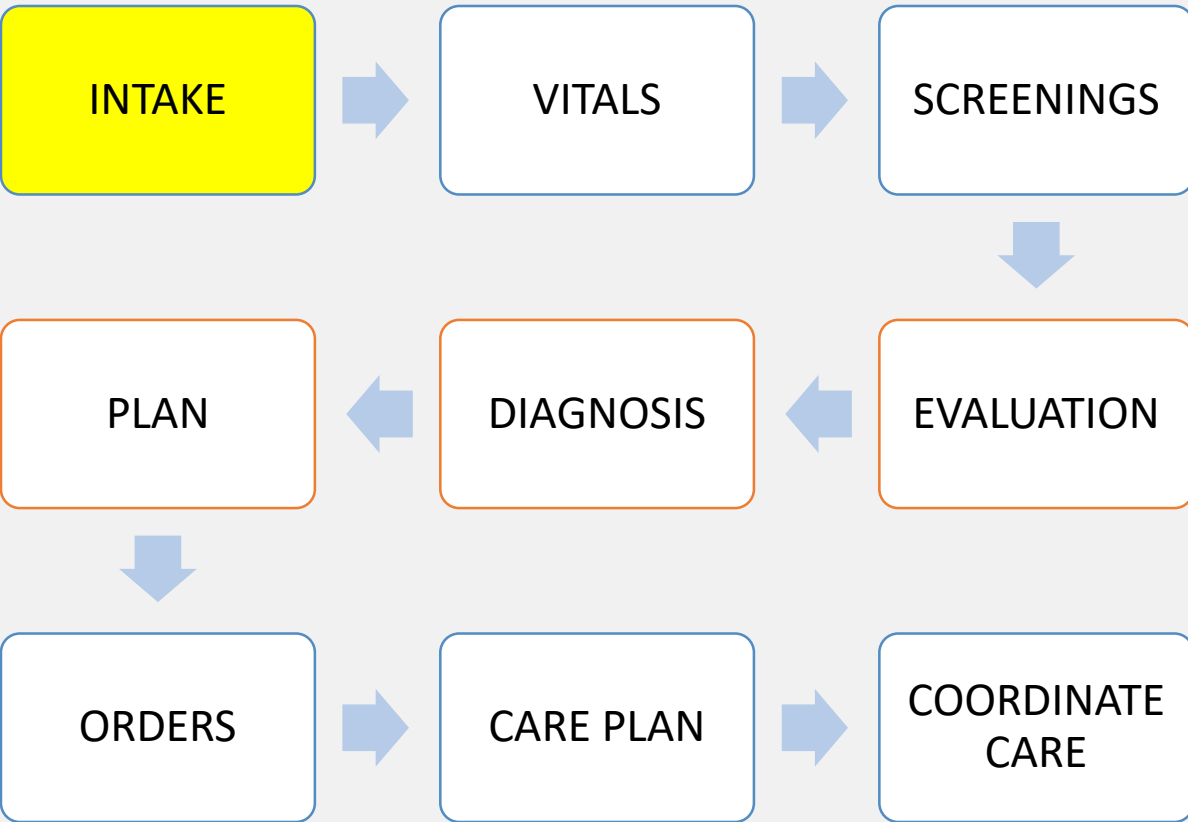 INTAKE
VITALS
SCREENINGS
EVALUATION
DIAGNOSIS
PLAN
ORDERS
CARE PLAN
COORDINATE
CARE